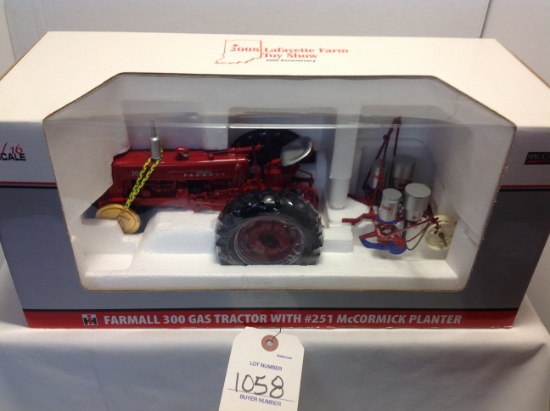 2008 Lafayette Farm
Toy Show
/16
SCALE
300
FARMALL
FARMALL 300 GAS TRACTOR WITH #251 McCORMICK PLANTER
LOT NUMBER
1058
BUYER NUMBER